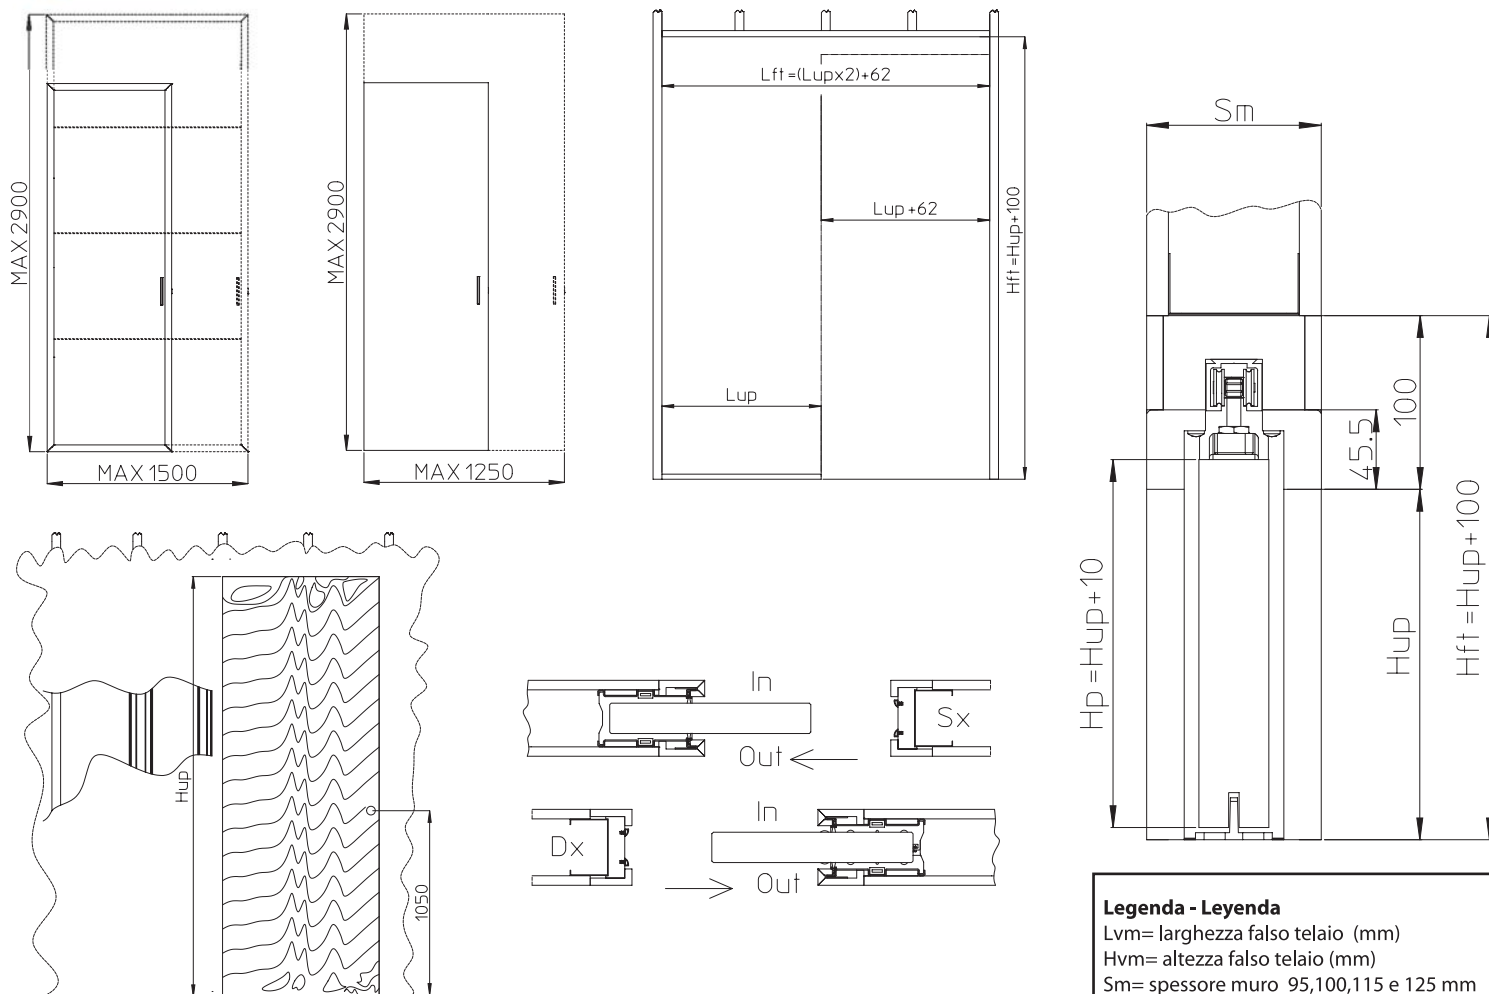 MAX 2900
MAX 1500
MAX 2900
MAX 1250
Lft =(Lupx2)+62
Lup+62
Hft =Hup+100
Lup
Sm
100
45.5
Hp =Hup+10
Hup
Hft =Hup+100
Hup
1050
In
Sx
Out
In
Dx
Out
Legenda - Leyenda
Lvm= larghezza falso telaio (mm)
Hvm= altezza falso telaio (mm)
Sm= spessore muro 95,100,115 e 125 mm